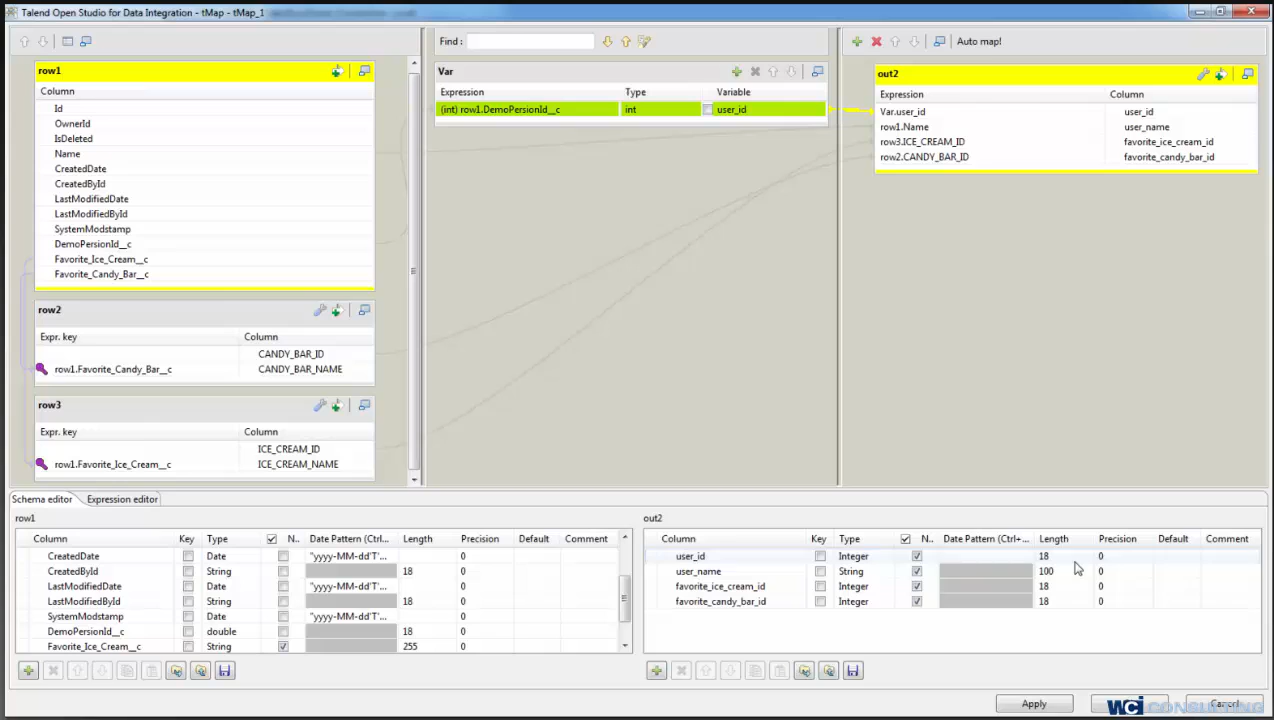 Talend Open Studio for Data Integration - tMap - tMap_1
Find :
Auto map!
row1
Column
Id
OwnerId
IsDeleted
Name
CreatedDate
CreatedById
LastModifiedDate
LastModifiedById
SystemModstamp
DemoPersionId__c
Favorite_Ice_Cream__c
Favorite_Candy_Bar__c
row2
Expr. key Column
CANDY_BAR_ID
row1.Favorite_Candy_Bar__c CANDY_BAR_NAME
row3
Expr. key Column
ICE_CREAM_ID
row1.Favorite_Ice_Cream__c ICE_CREAM_NAME
Var
Expression Type Variable
(int) row1.DemoPersionId__c int user_id
out2
Expression Column
Var.user_id user_id
row1.Name user_name
row3.ICE_CREAM_ID favorite_ice_cream_id
row2.CANDY_BAR_ID favorite_candy_bar_id
Schema editor Expression editor
row1
Column Key Type N.. Date Pattern (Ctrl... Length Precision Default Comment
CreatedDate Date "yyyy-MM-dd'T'... 0
CreatedById String 18 0
LastModifiedDate Date "yyyy-MM-dd'T'... 0
LastModifiedById String 18 0
SystemModstamp Date "yyyy-MM-dd'T'... 0
DemoPersionId__c double 18 0
Favorite_Ice_Cream__c String 255 0
out2
Column Key Type N.. Date Pattern (Ctrl+... Length Precision Default Comment
user_id Integer 18 0
user_name String 100 0
favorite_ice_cream_id Integer 18 0
favorite_candy_bar_id Integer 18 0
Apply
Cancel
WCI CONSULTING